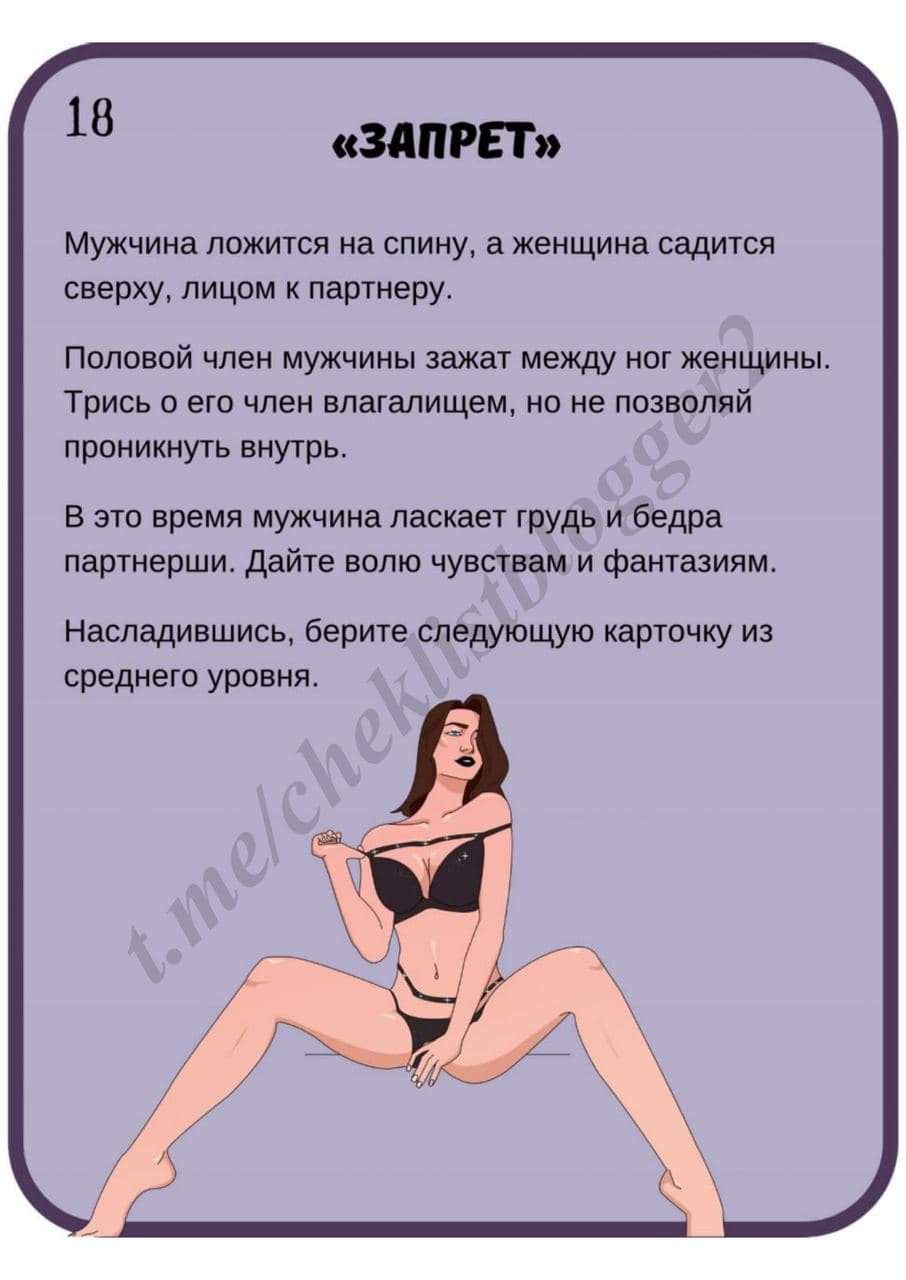 18
«ЗАПРЕТ»
Мужчина ложится на спину, а женщина садится
сверху, лицом к партнеру.
Половой член мужчины зажат между ног женщины.
Трись о его член влагалищем, но не позволяй
проникнуть внутрь.
В это время мужчина ласкает грудь и бедра
партнерши. Дайте волю чувствам и фантазиям.
Насладившись, берите следующую карточку из
среднего уровня.
t.me/cheklistblogger2